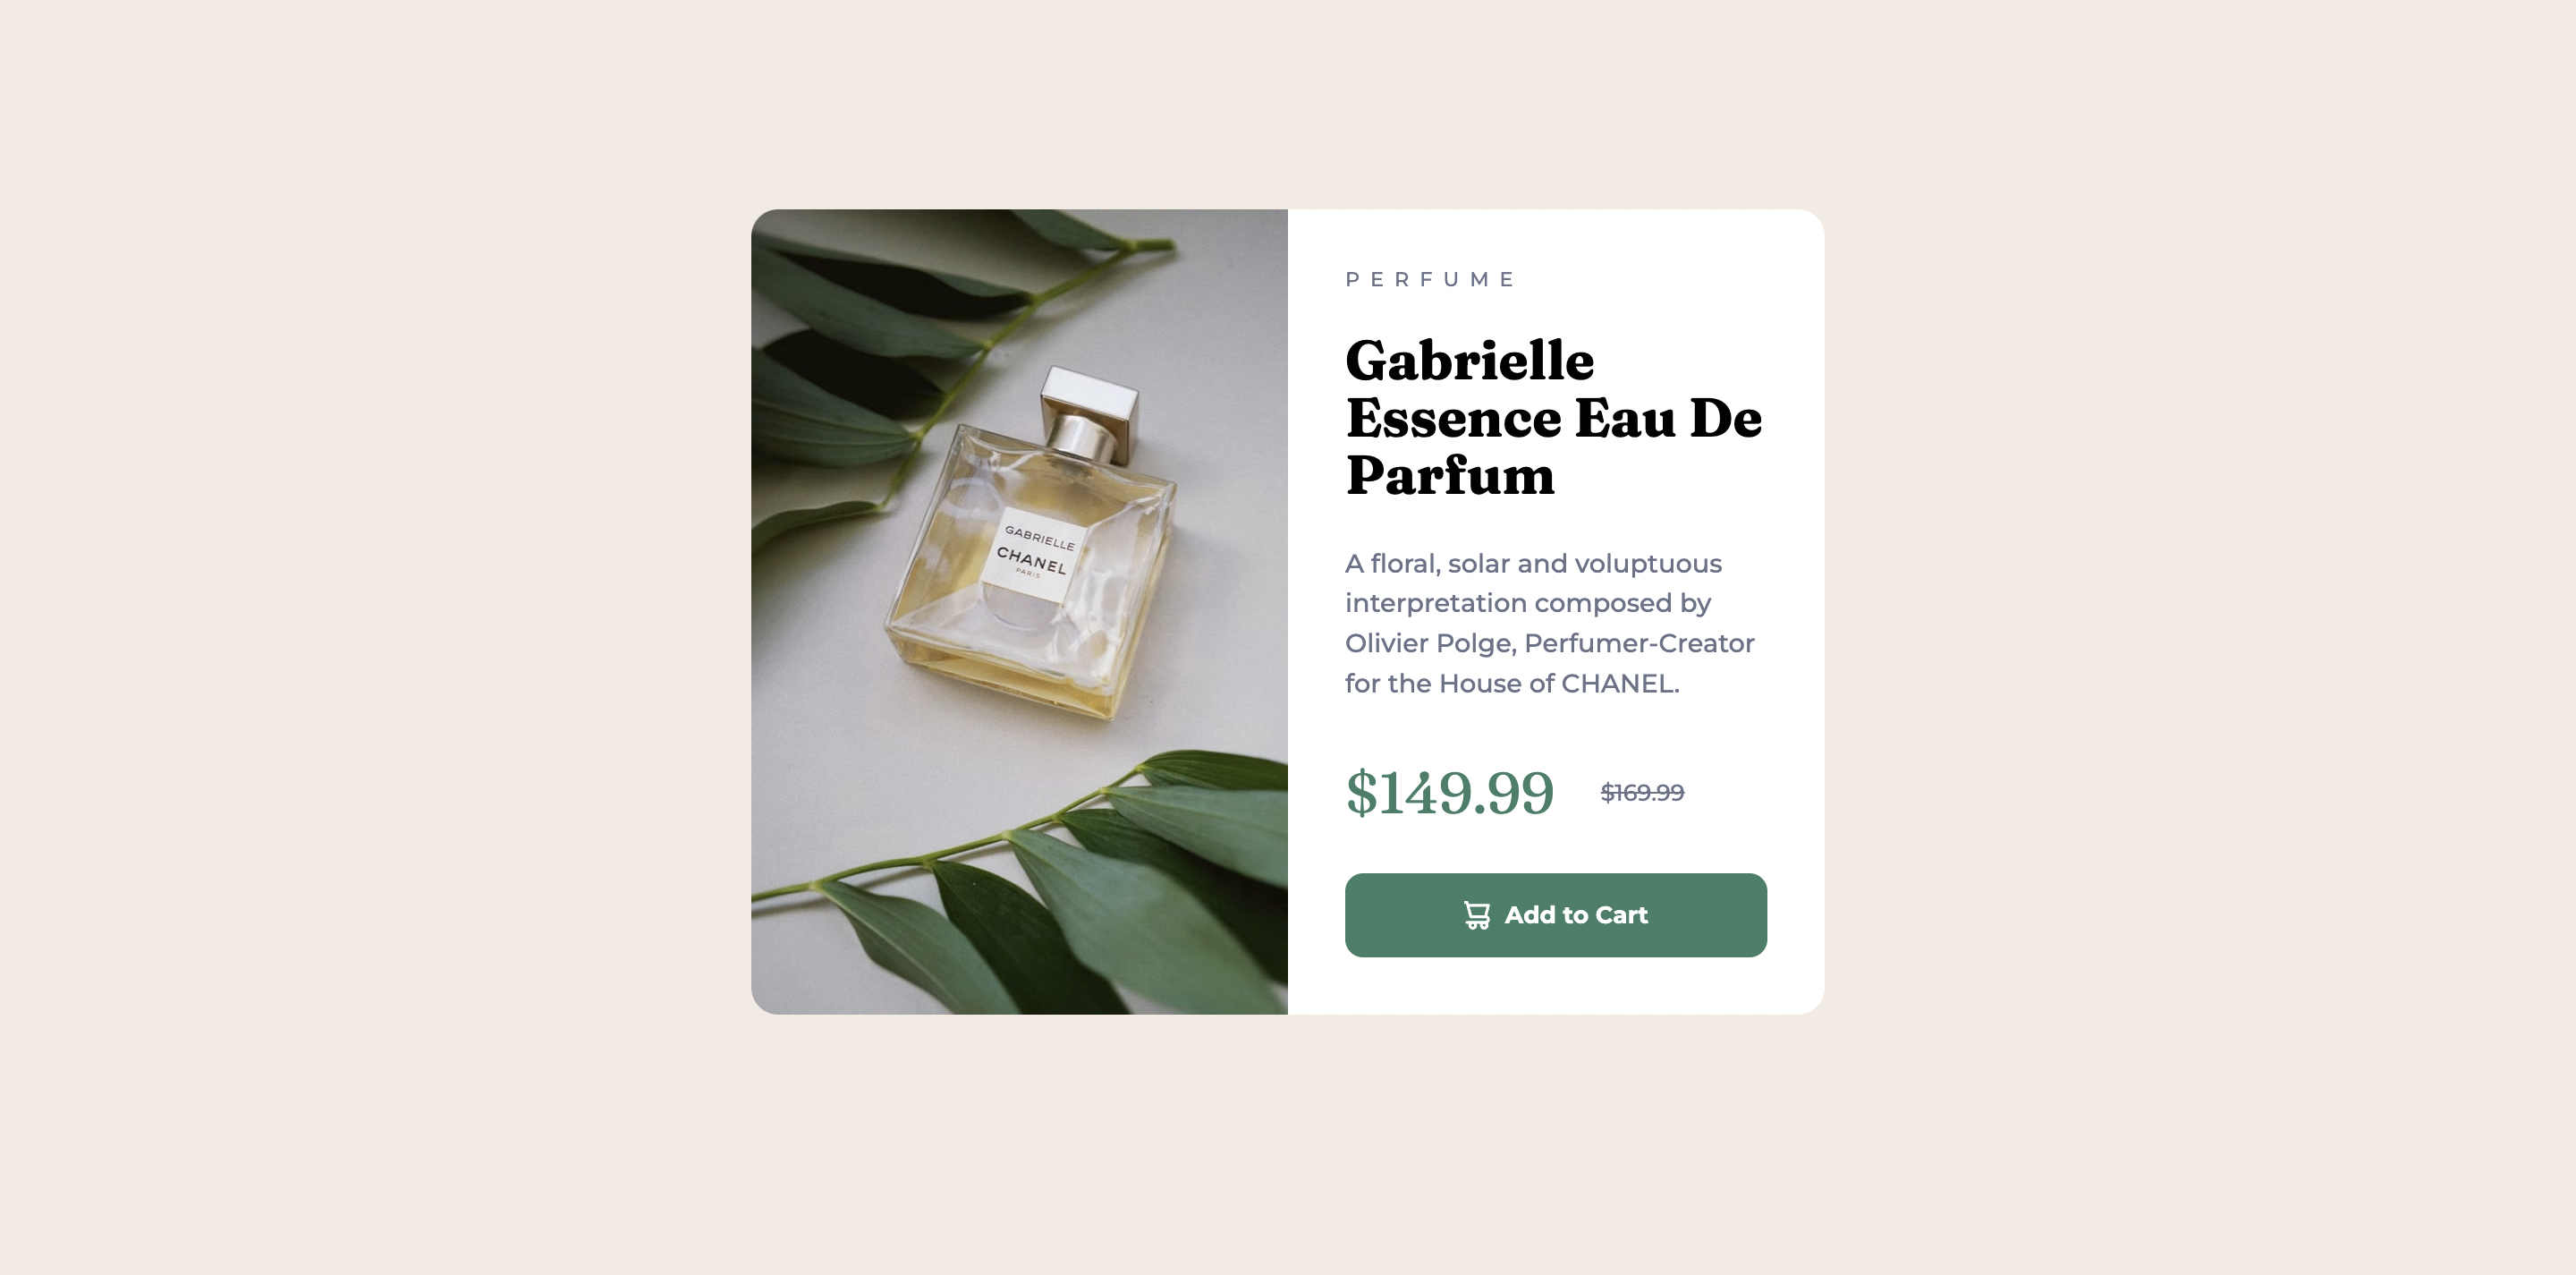 GABRIELLE
CHANEL
PARIS
PERFUME
Gabrielle
Essence Eau De
Parfum
A floral, solar and voluptuous
interpretation composed by
Olivier Polge, Perfumer-Creator
for the House of CHANEL.
$149.99 $169.99
Add to Cart